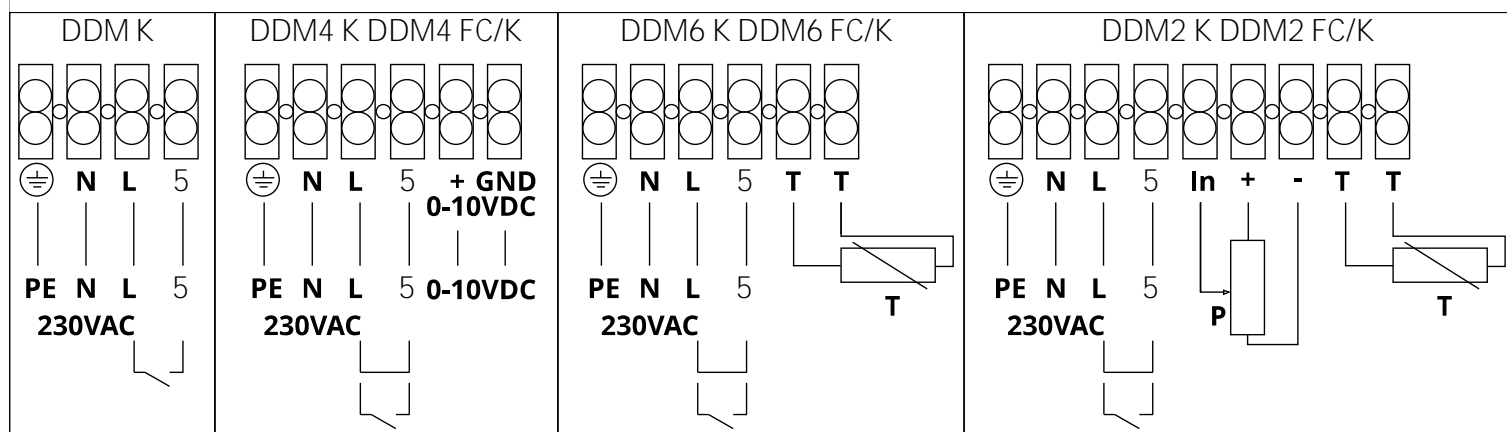 DDM K
N L 5
PE N L 5
230VAC
DDM4 K DDM4 FC/K
N L 5 + GND
0-10VDC
PE N L 5 0-10VDC
230VAC
DDM6 K DDM6 FC/K
N L 5 T T
PE N L 5
T
230VAC
DDM2 K DDM2 FC/K
N L 5 In + - T T
PE N L 5
P
T
230VAC